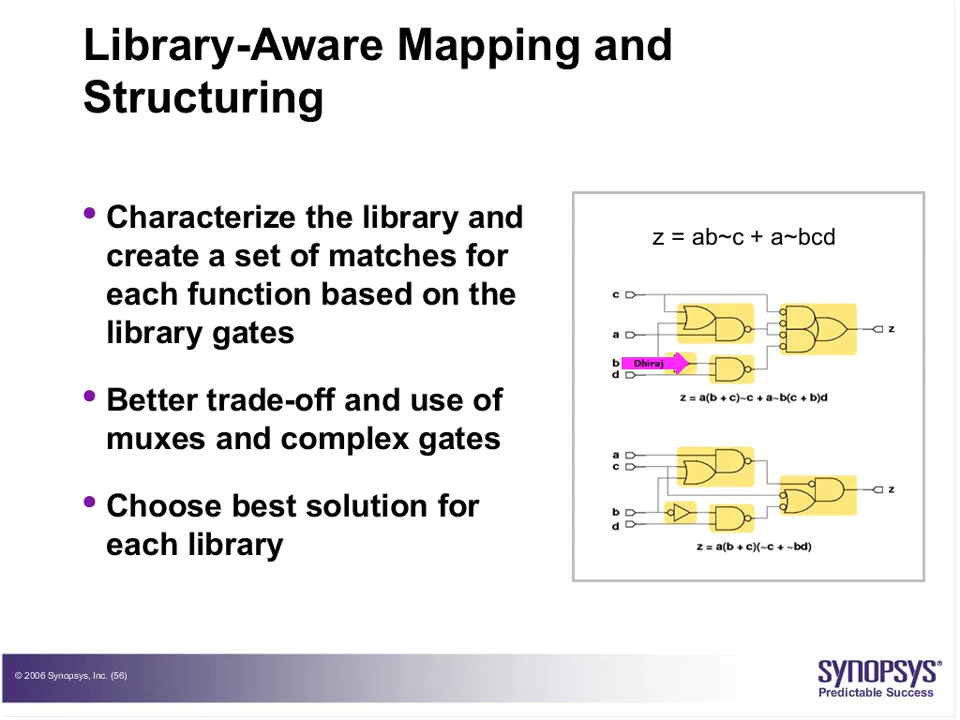 Library-Aware Mapping and
Structuring
• Characterize the library and
create a set of matches for
each function based on the
library gates
• Better trade-off and use of
muxes and complex gates
• Choose best solution for
each library
z = ab~c + a~bcd
c
a
b
d
Dhiraj
z
z = a(b + c)~c + a~b(c + b)d
a
c
b
d
z
z = a(b + c)(~c + ~bd)
© 2006 Synopsys, Inc. (56)
SYNOPSYS®
Predictable Success